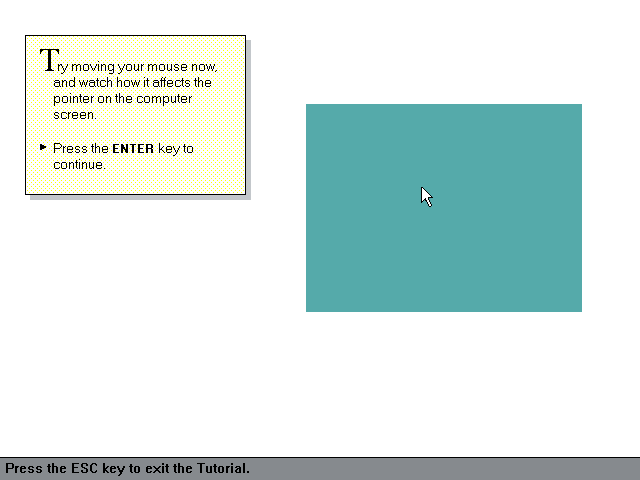 Try moving your mouse now,
and watch how it affects the
pointer on the computer
screen.
Press the ENTER key to
continue.
Press the ESC key to exit the Tutorial.